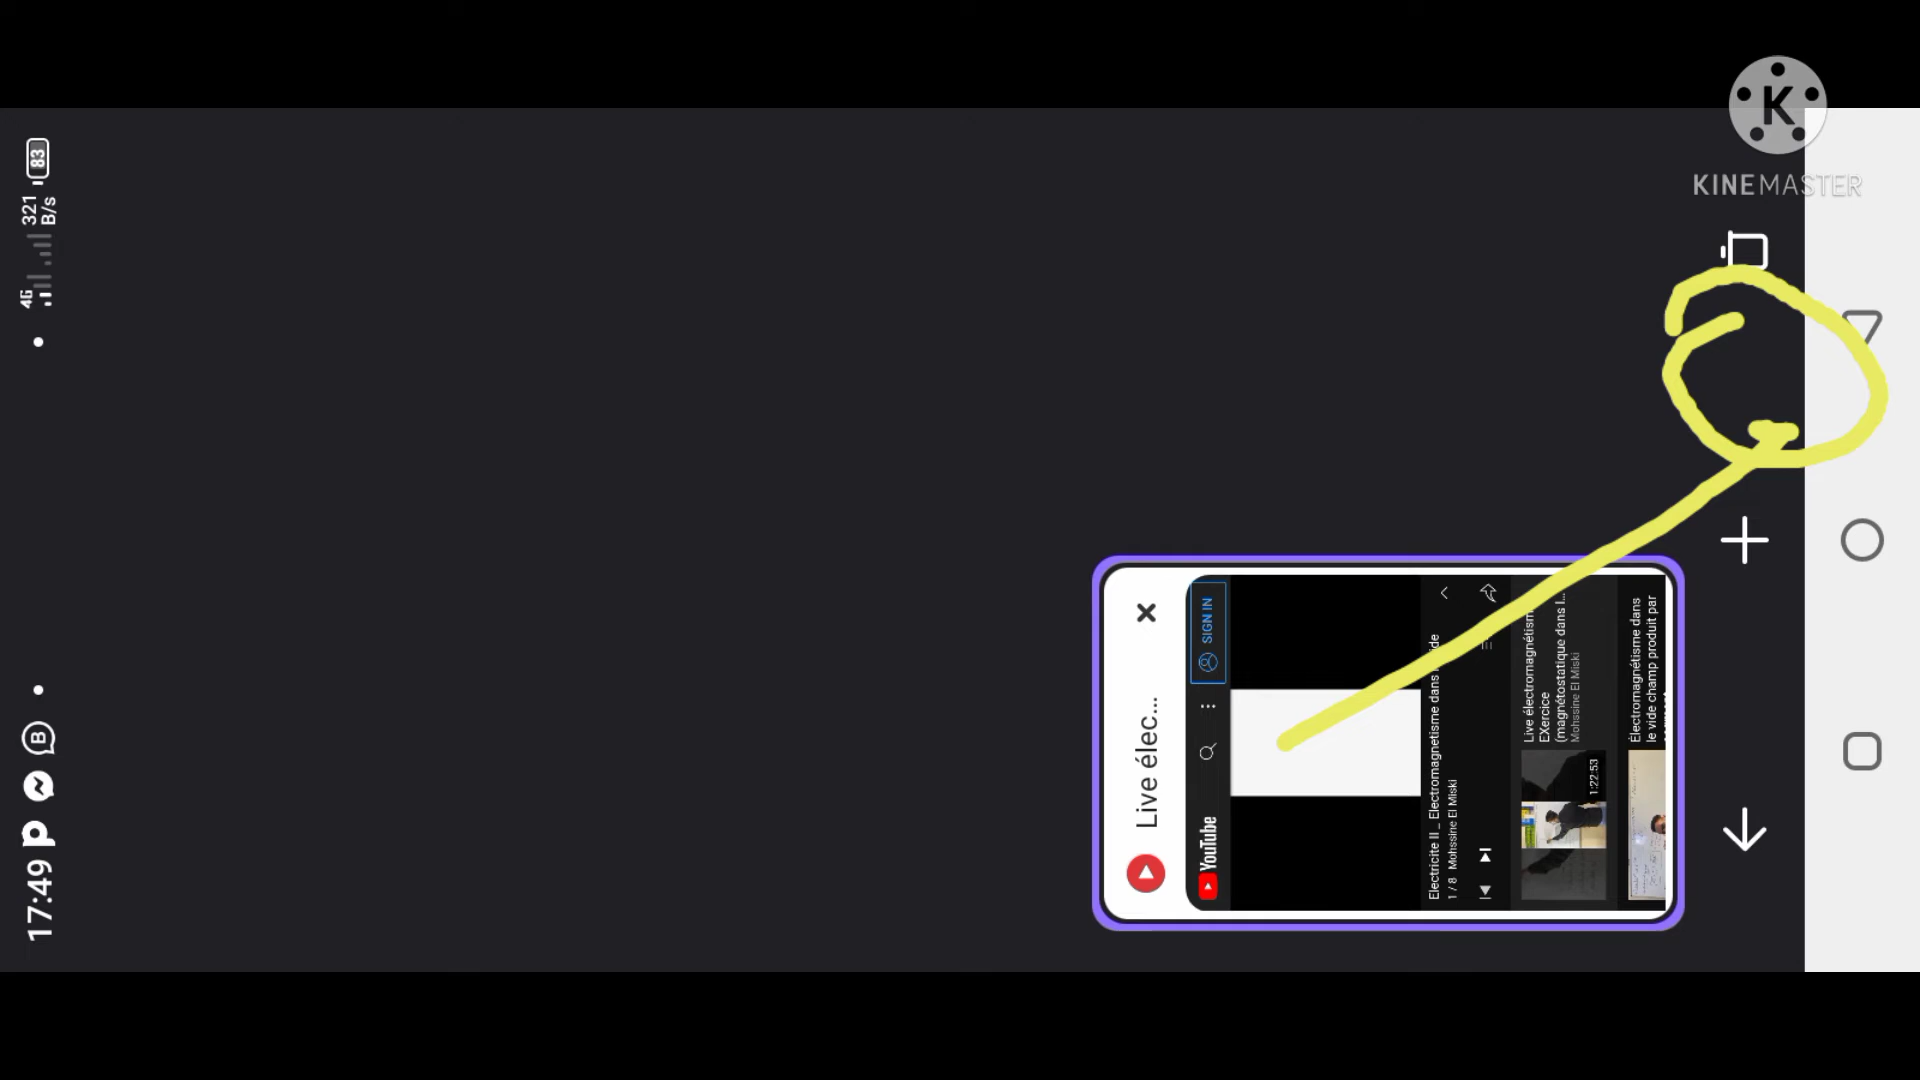 KINEMASTER
17:49
4G
321
B/s
83
Live élec...
YouTube
SIGN IN
Electricite II _ Electromagnetisme dans
1 / 8 Mohssine El Miski
Live électromagnétism
EXercice
(magnétostatique dans l...
Mohssine El Miski
1:22:53
Électromagnétisme dans
le vide champ produit par